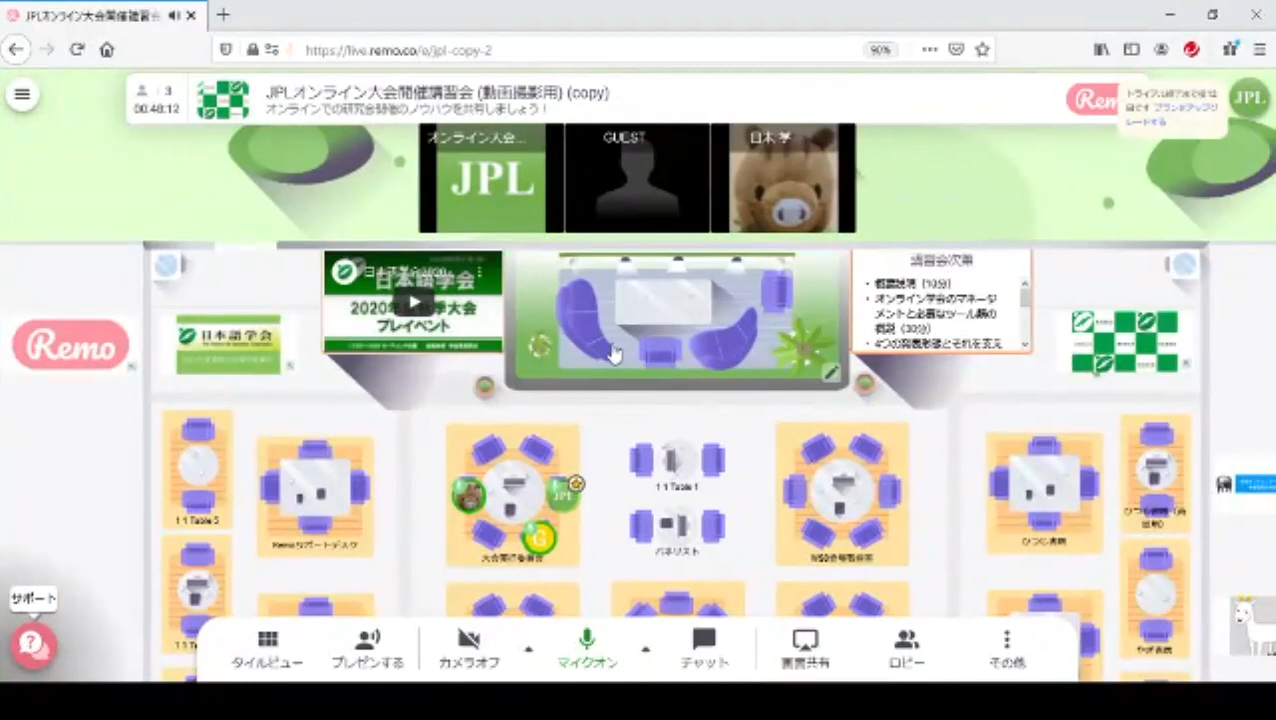 JPLオンライン大会開催講習会
https://live.remo.co/e/jpl-copy-2
90%
3
00:48:12
JPLオンライン大会開催講習会 (動画撮影用) (copy)
オンラインでの研究会開催のノウハウを共有しましょう！
JPL
オンライン大会...
GUEST
日本 学
JPL
Remo
日本語学会
日本語学会
2020年
季大会
プレイベント
講習会次第
・概要説明（10分）
・オンライン学会のマネージ
メントと必要なツール類の
概説（30分）
・4つの発表形態とそれを支え
1:1 Table 5
Remoサポートデスク
JPL
G
大会実行委員会
1:1 Table 1
パネリスト
ひつじ書房
サポート
タイルビュー
プレゼンする
カメラオフ
マイクオン
チャット
画面共有
ロビー
その他